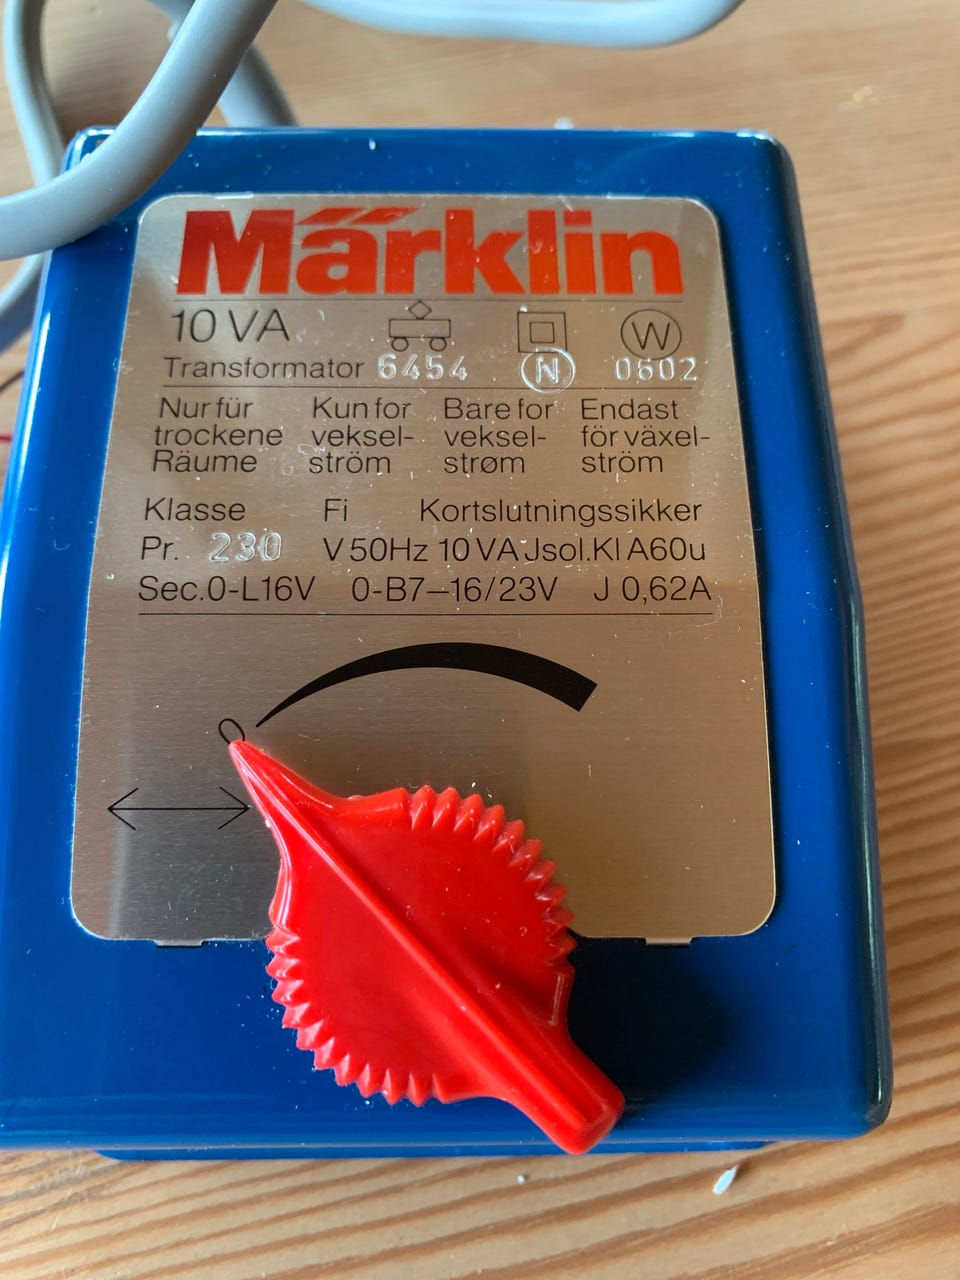 Märklin
10 VA W
Transformator 6454 N 0602
Nur für Kun for Bare for Endast
trockene veksel- veksel- för växel-
Räume ström strøm ström
Klasse Fi Kortslutningssikker
Pr. 230 V 50Hz 10 VA Jsol.Kl A60u
Sec.0-L16V 0-B7–16/23V J 0,62A
0